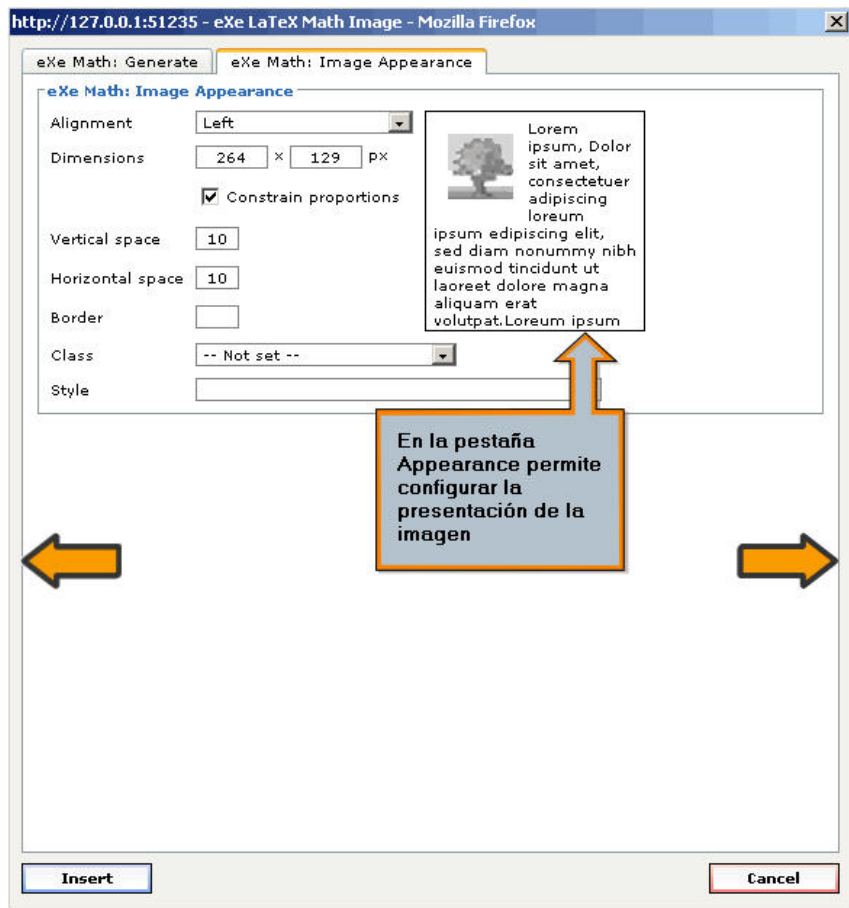 http://127.0.0.1:51235 - eXe LaTeX Math Image - Mozilla Firefox
eXe Math: Generate
eXe Math: Image Appearance
eXe Math: Image Appearance
Alignment
Left
Dimensions
264 × 129 px
Constrain proportions
Vertical space
10
Horizontal space
10
Border
Class
-- Not set --
Style
Lorem
ipsum, Dolor
sit amet,
consectetuer
adipiscing
loreum
ipsum edipiscing elit,
sed diam nonummy nibh
euismod tincidunt ut
laoreet dolore magna
aliquam erat
volutpat.Loreum ipsum
En la pestaña
Appearance permite
configurar la
presentación de la
imagen
Insert
Cancel